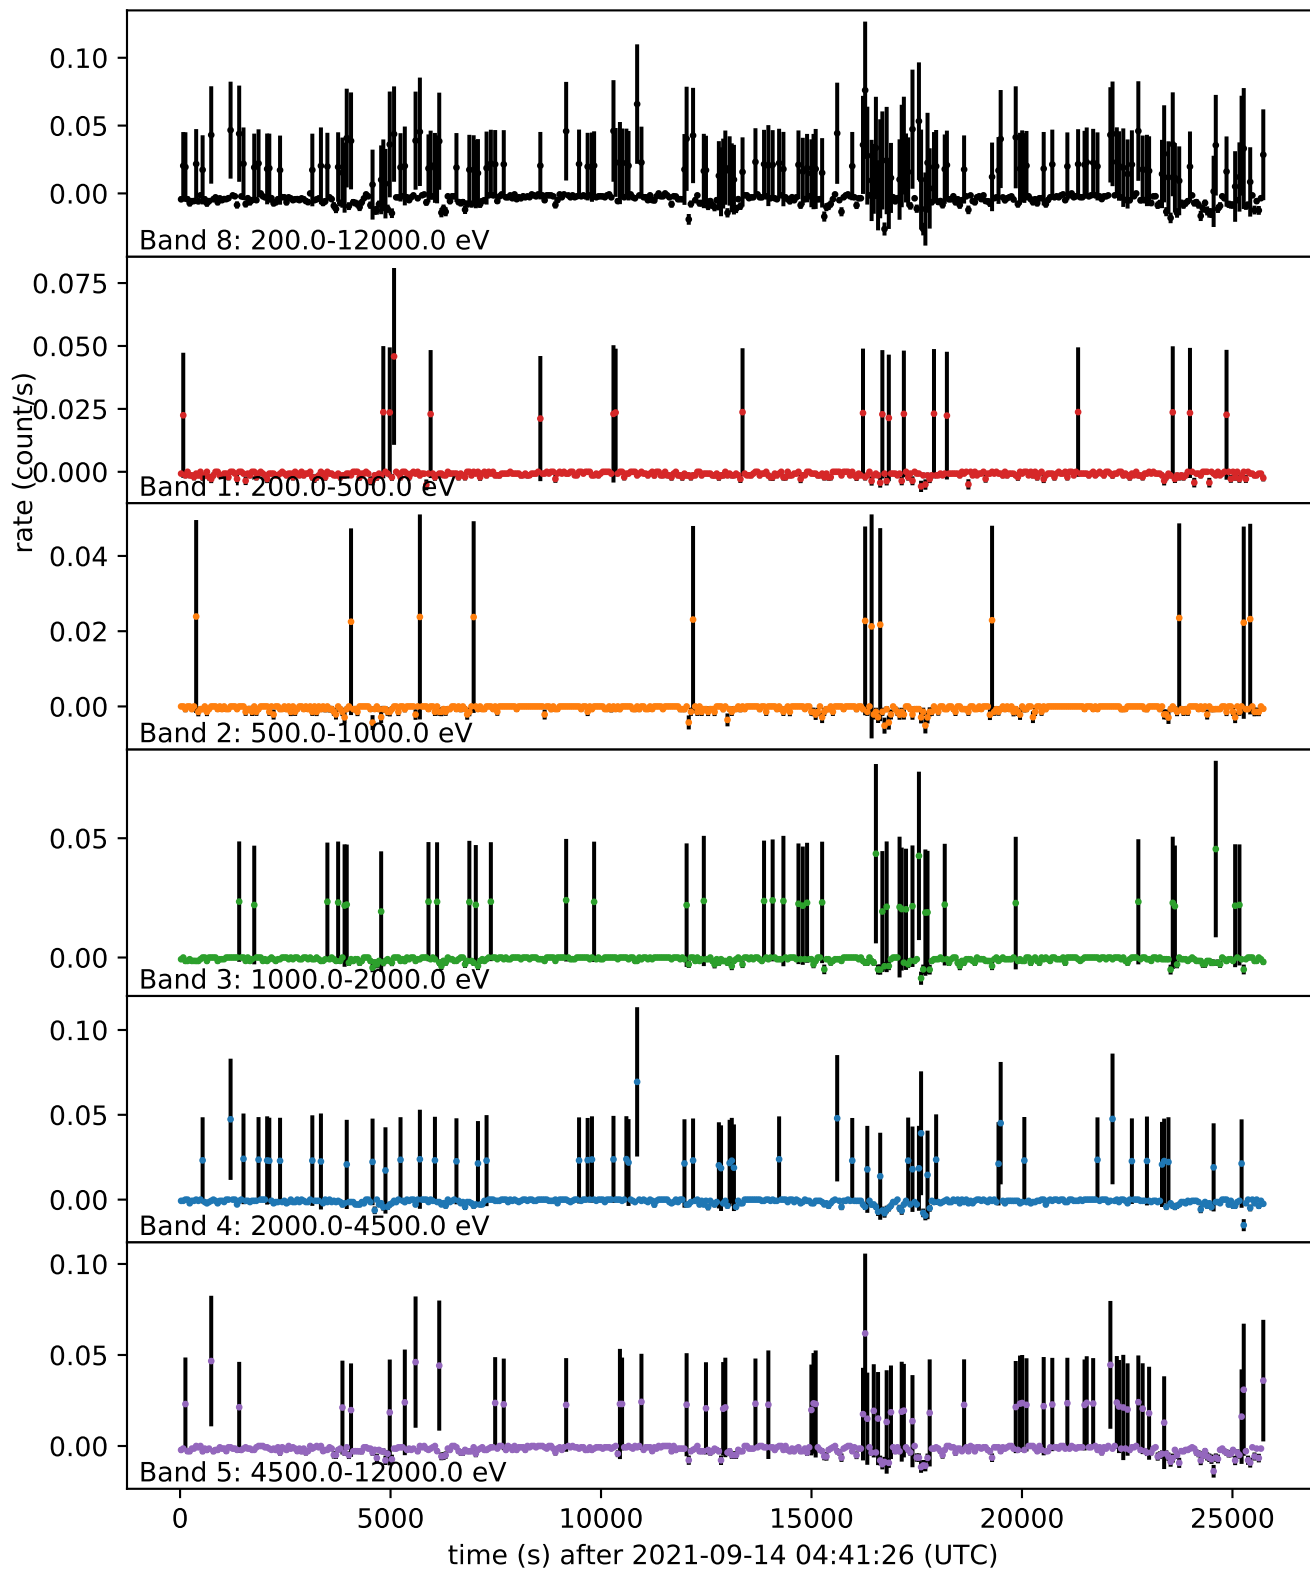 0.10
0.05
0.00
Band 8: 200.0-12000.0 eV
0.075
0.050
0.025
0.000
Band 1: 200.0-500.0 eV
rate (count/s)
0.04
0.02
0.00
Band 2: 500.0-1000.0 eV
0.05
0.00
Band 3: 1000.0-2000.0 eV
0.10
0.05
0.00
Band 4: 2000.0-4500.0 eV
0.10
0.05
0.00
Band 5: 4500.0-12000.0 eV
0 5000 10000 15000 20000 25000
time (s) after 2021-09-14 04:41:26 (UTC)